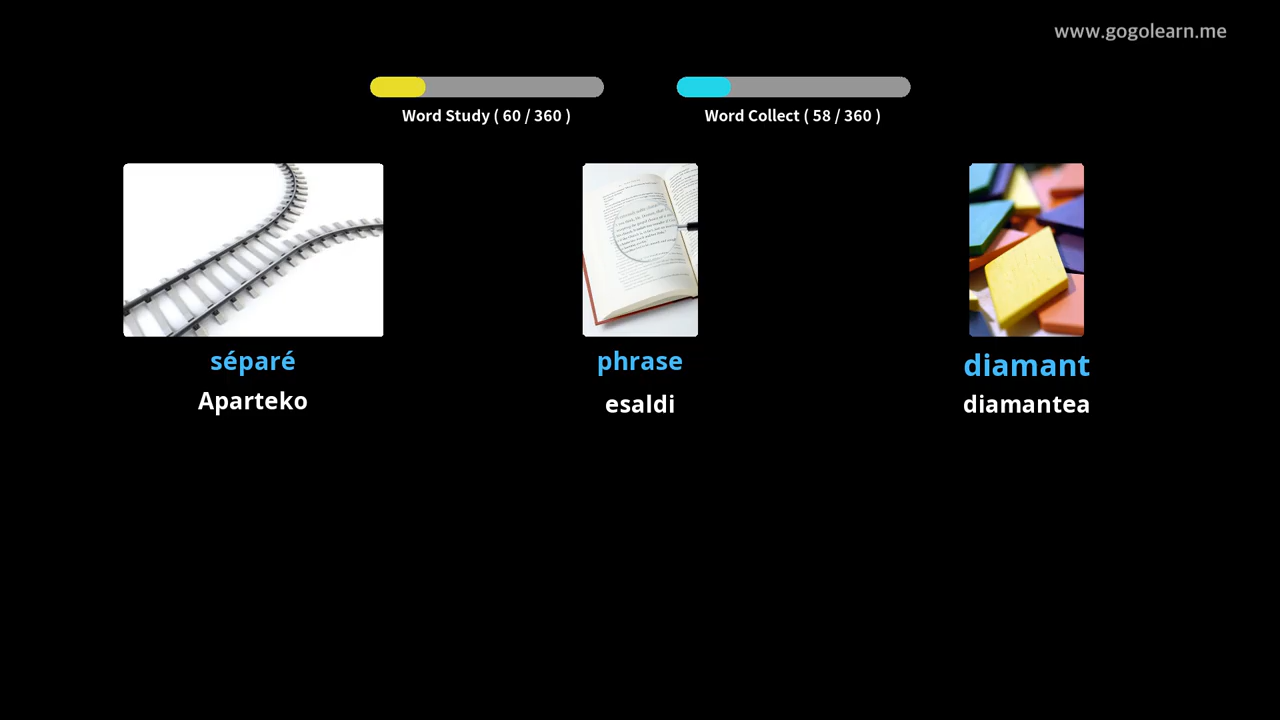 www.gogolearn.me
Word Study ( 60 / 360 )
Word Collect ( 58 / 360 )
séparé
Aparteko
phrase
esaldi
diamant
diamantea